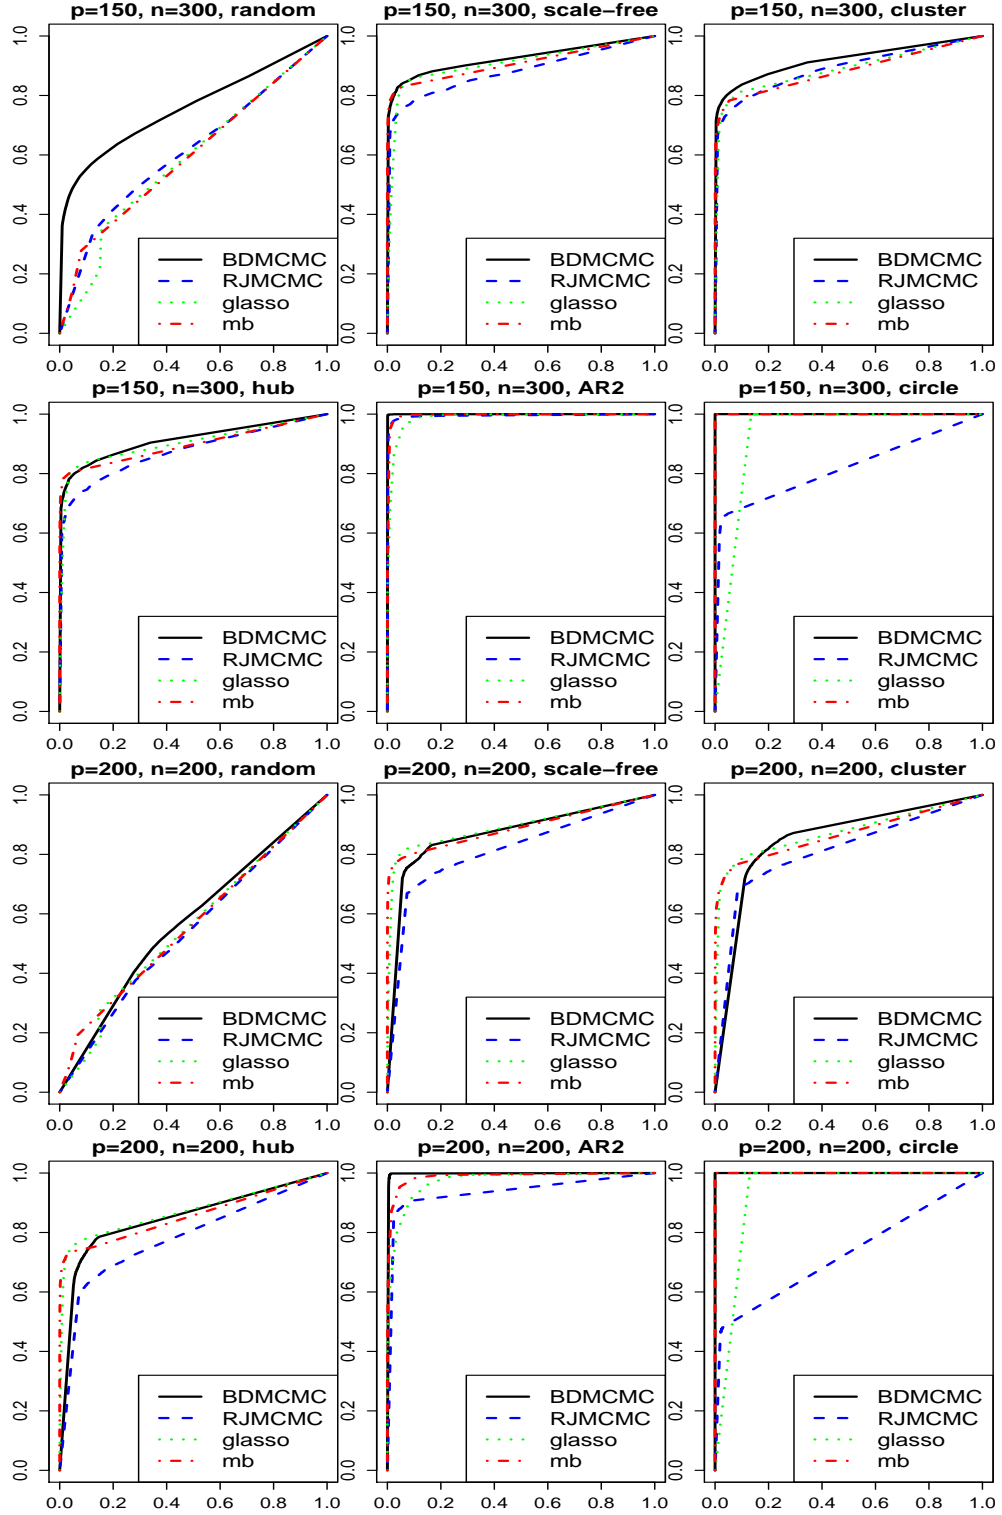 p=150, n=300, random
p=150, n=300, scale−free
p=150, n=300, cluster
0.0 0.2 0.4 0.6 0.8 1.0
0.0 0.2 0.4 0.6 0.8 1.0
BDMCMC
RJMCMC
glasso
mb
0.0 0.2 0.4 0.6 0.8 1.0
0.0 0.2 0.4 0.6 0.8 1.0
BDMCMC
RJMCMC
glasso
mb
0.0 0.2 0.4 0.6 0.8 1.0
0.0 0.2 0.4 0.6 0.8 1.0
BDMCMC
RJMCMC
glasso
mb
p=150, n=300, hub
p=150, n=300, AR2
p=150, n=300, circle
0.0 0.2 0.4 0.6 0.8 1.0
0.0 0.2 0.4 0.6 0.8 1.0
BDMCMC
RJMCMC
glasso
mb
0.0 0.2 0.4 0.6 0.8 1.0
0.0 0.2 0.4 0.6 0.8 1.0
BDMCMC
RJMCMC
glasso
mb
0.0 0.2 0.4 0.6 0.8 1.0
0.0 0.2 0.4 0.6 0.8 1.0
BDMCMC
RJMCMC
glasso
mb
p=200, n=200, random
p=200, n=200, scale−free
p=200, n=200, cluster
0.0 0.2 0.4 0.6 0.8 1.0
0.0 0.2 0.4 0.6 0.8 1.0
BDMCMC
RJMCMC
glasso
mb
0.0 0.2 0.4 0.6 0.8 1.0
0.0 0.2 0.4 0.6 0.8 1.0
BDMCMC
RJMCMC
glasso
mb
0.0 0.2 0.4 0.6 0.8 1.0
0.0 0.2 0.4 0.6 0.8 1.0
BDMCMC
RJMCMC
glasso
mb
p=200, n=200, hub
p=200, n=200, AR2
p=200, n=200, circle
0.0 0.2 0.4 0.6 0.8 1.0
0.0 0.2 0.4 0.6 0.8 1.0
BDMCMC
RJMCMC
glasso
mb
0.0 0.2 0.4 0.6 0.8 1.0
0.0 0.2 0.4 0.6 0.8 1.0
BDMCMC
RJMCMC
glasso
mb
0.0 0.2 0.4 0.6 0.8 1.0
0.0 0.2 0.4 0.6 0.8 1.0
BDMCMC
RJMCMC
glasso
mb